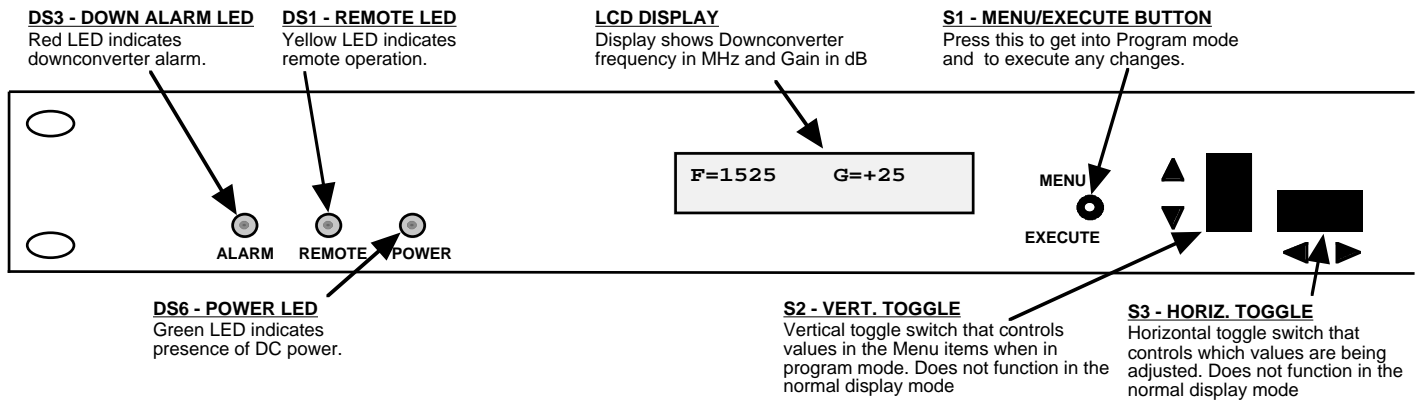 DS3 - DOWN ALARM LED
Red LED indicates
downconverter alarm.
DS1 - REMOTE LED
Yellow LED indicates
remote operation.
LCD DISPLAY
Display shows Downconverter
frequency in MHz and Gain in dB
S1 - MENU/EXECUTE BUTTON
Press this to get into Program mode
and to execute any changes.
F=1525 G=+25
MENU
EXECUTE
ALARM
REMOTE
POWER
DS6 - POWER LED
Green LED indicates
presence of DC power.
S2 - VERT. TOGGLE
Vertical toggle switch that controls
values in the Menu items when in
program mode. Does not function in the
normal display mode
S3 - HORIZ. TOGGLE
Horizontal toggle switch that
controls which values are being
adjusted. Does not function in the
normal display mode